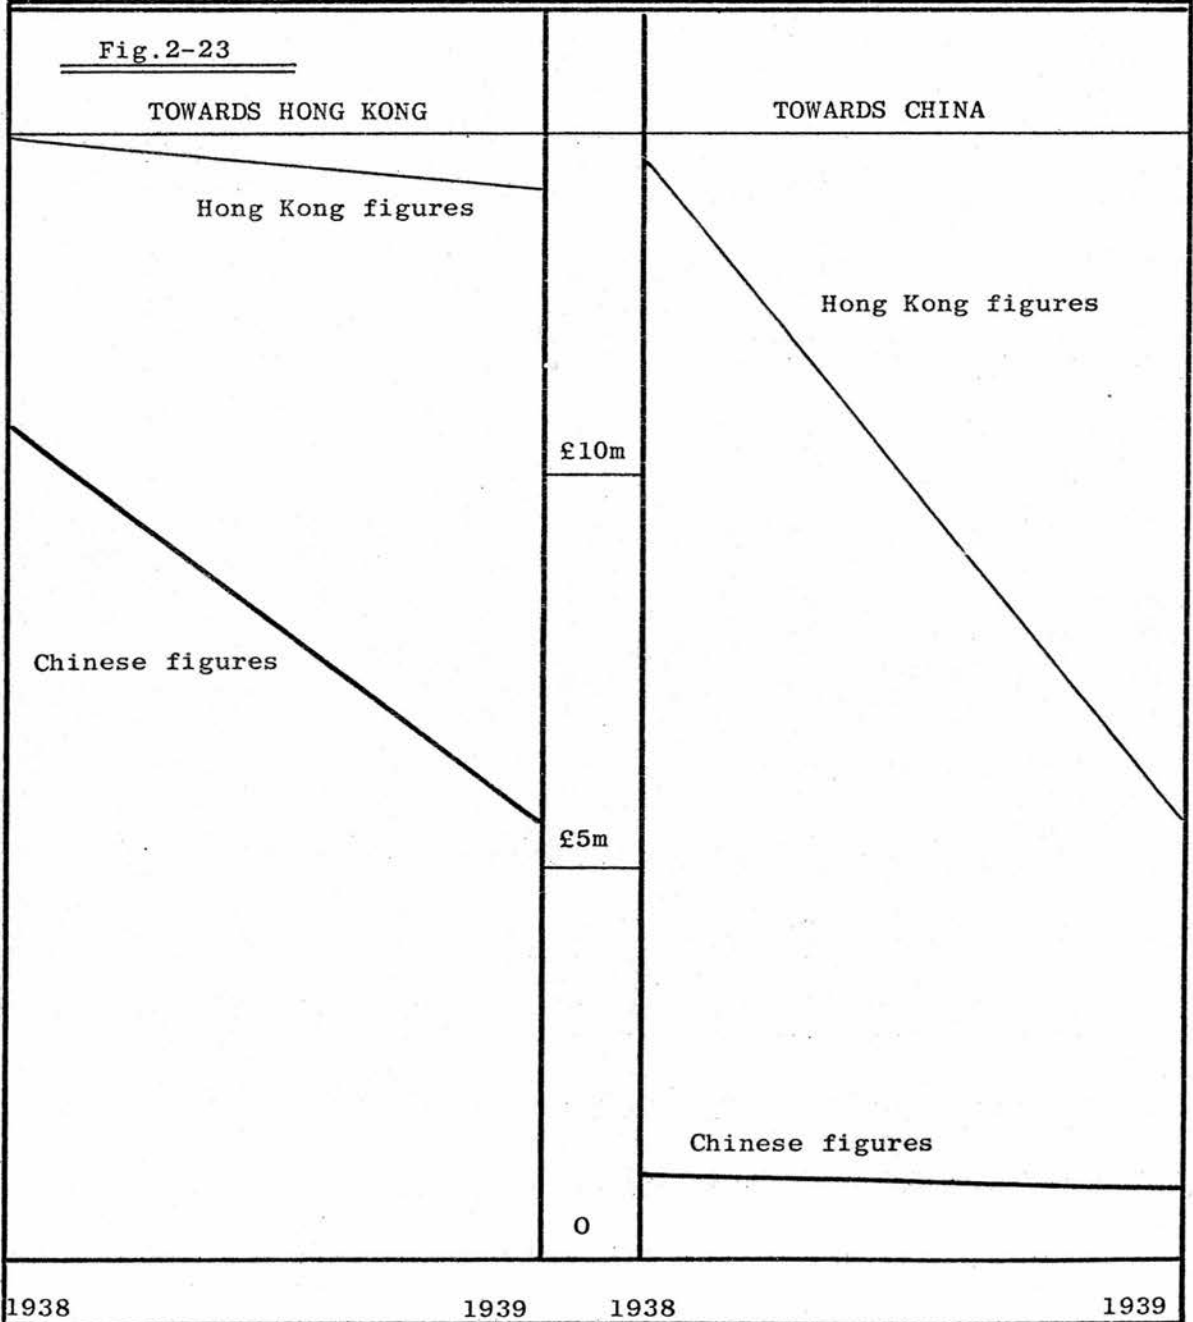 Fig.2-23
TOWARDS HONG KONG
TOWARDS CHINA
Hong Kong figures
Hong Kong figures
£10m
Chinese figures
£5m
Chinese figures
0
1938 1939 1938 1939